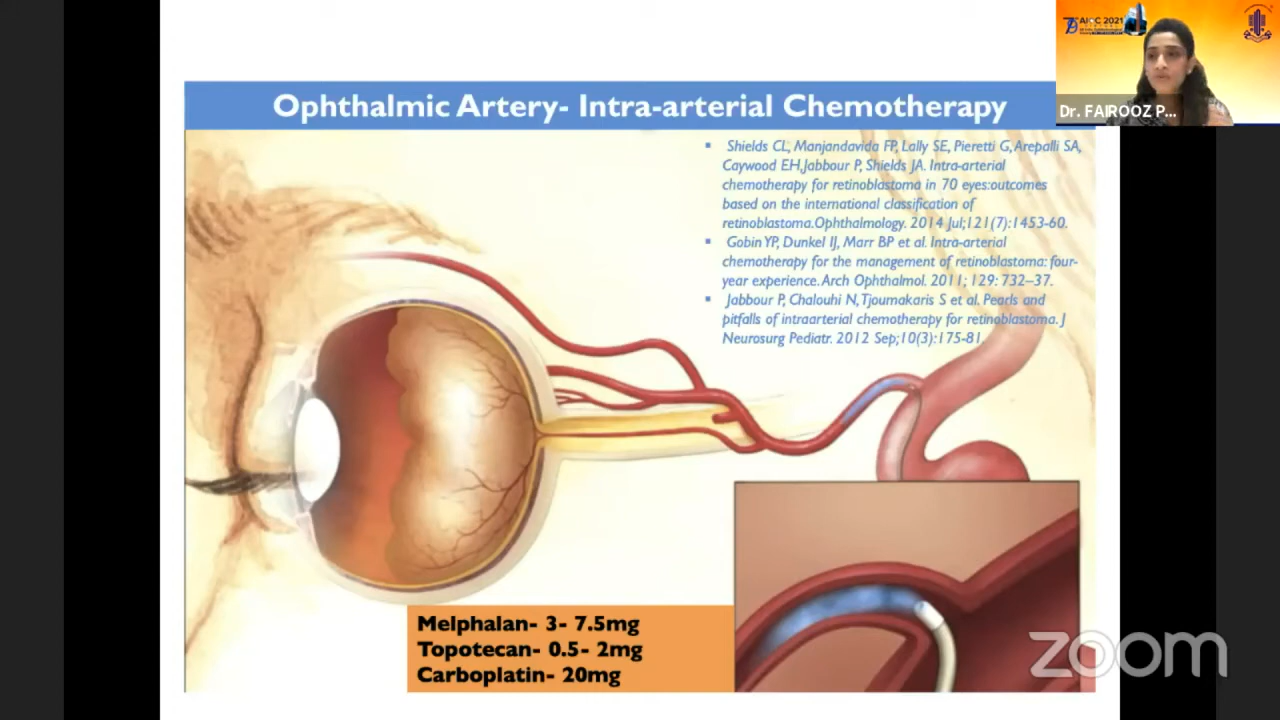 AIOC 2021
Dr. FAIROOZ P...
Ophthalmic Artery- Intra-arterial Chemotherapy
▪ Shields CL, Manjandavida FP, Lally SE, Pieretti G, Arepalli SA,
Caywood EH,Jabbour P, Shields JA. Intra-arterial
chemotherapy for retinoblastoma in 70 eyes:outcomes
based on the international classification of
retinoblastoma.Ophthalmology. 2014 Jul;121(7):1453-60.
▪ Gobin YP, Dunkel IJ, Marr BP et al. Intra-arterial
chemotherapy for the management of retinoblastoma: four-
year experience. Arch Ophthalmol. 2011; 129: 732–37.
▪ Jabbour P, Chalouhi N, Tjoumakaris S et al. Pearls and
pitfalls of intraarterial chemotherapy for retinoblastoma. J
Neurosurg Pediatr. 2012 Sep;10(3):175-81.
Melphalan- 3- 7.5mg
Topotecan- 0.5- 2mg
Carboplatin- 20mg
zoom